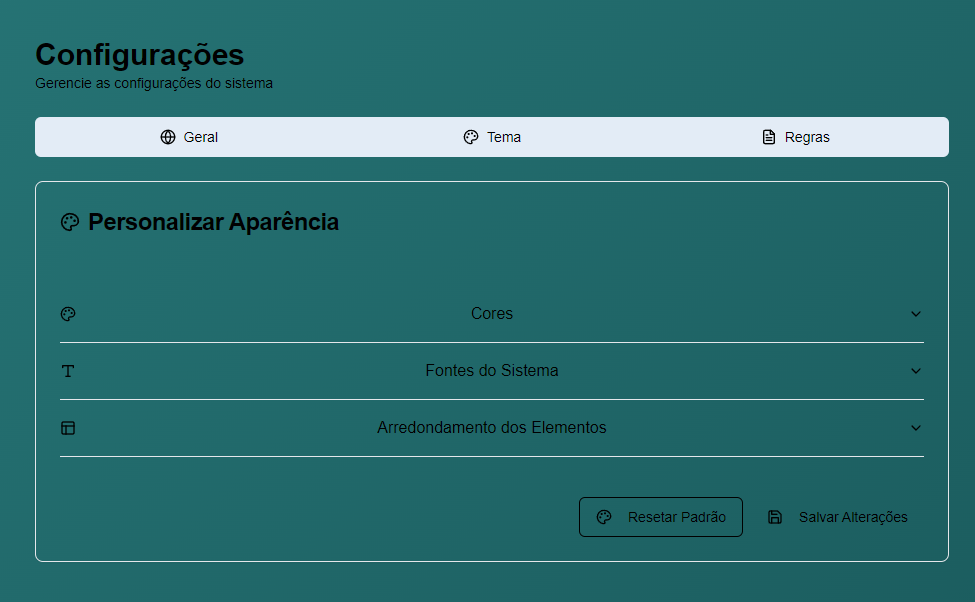 Configurações
Gerencie as configurações do sistema
Geral
Tema
Regras
Personalizar Aparência
Cores
Fontes do Sistema
Arredondamento dos Elementos
Resetar Padrão
Salvar Alterações